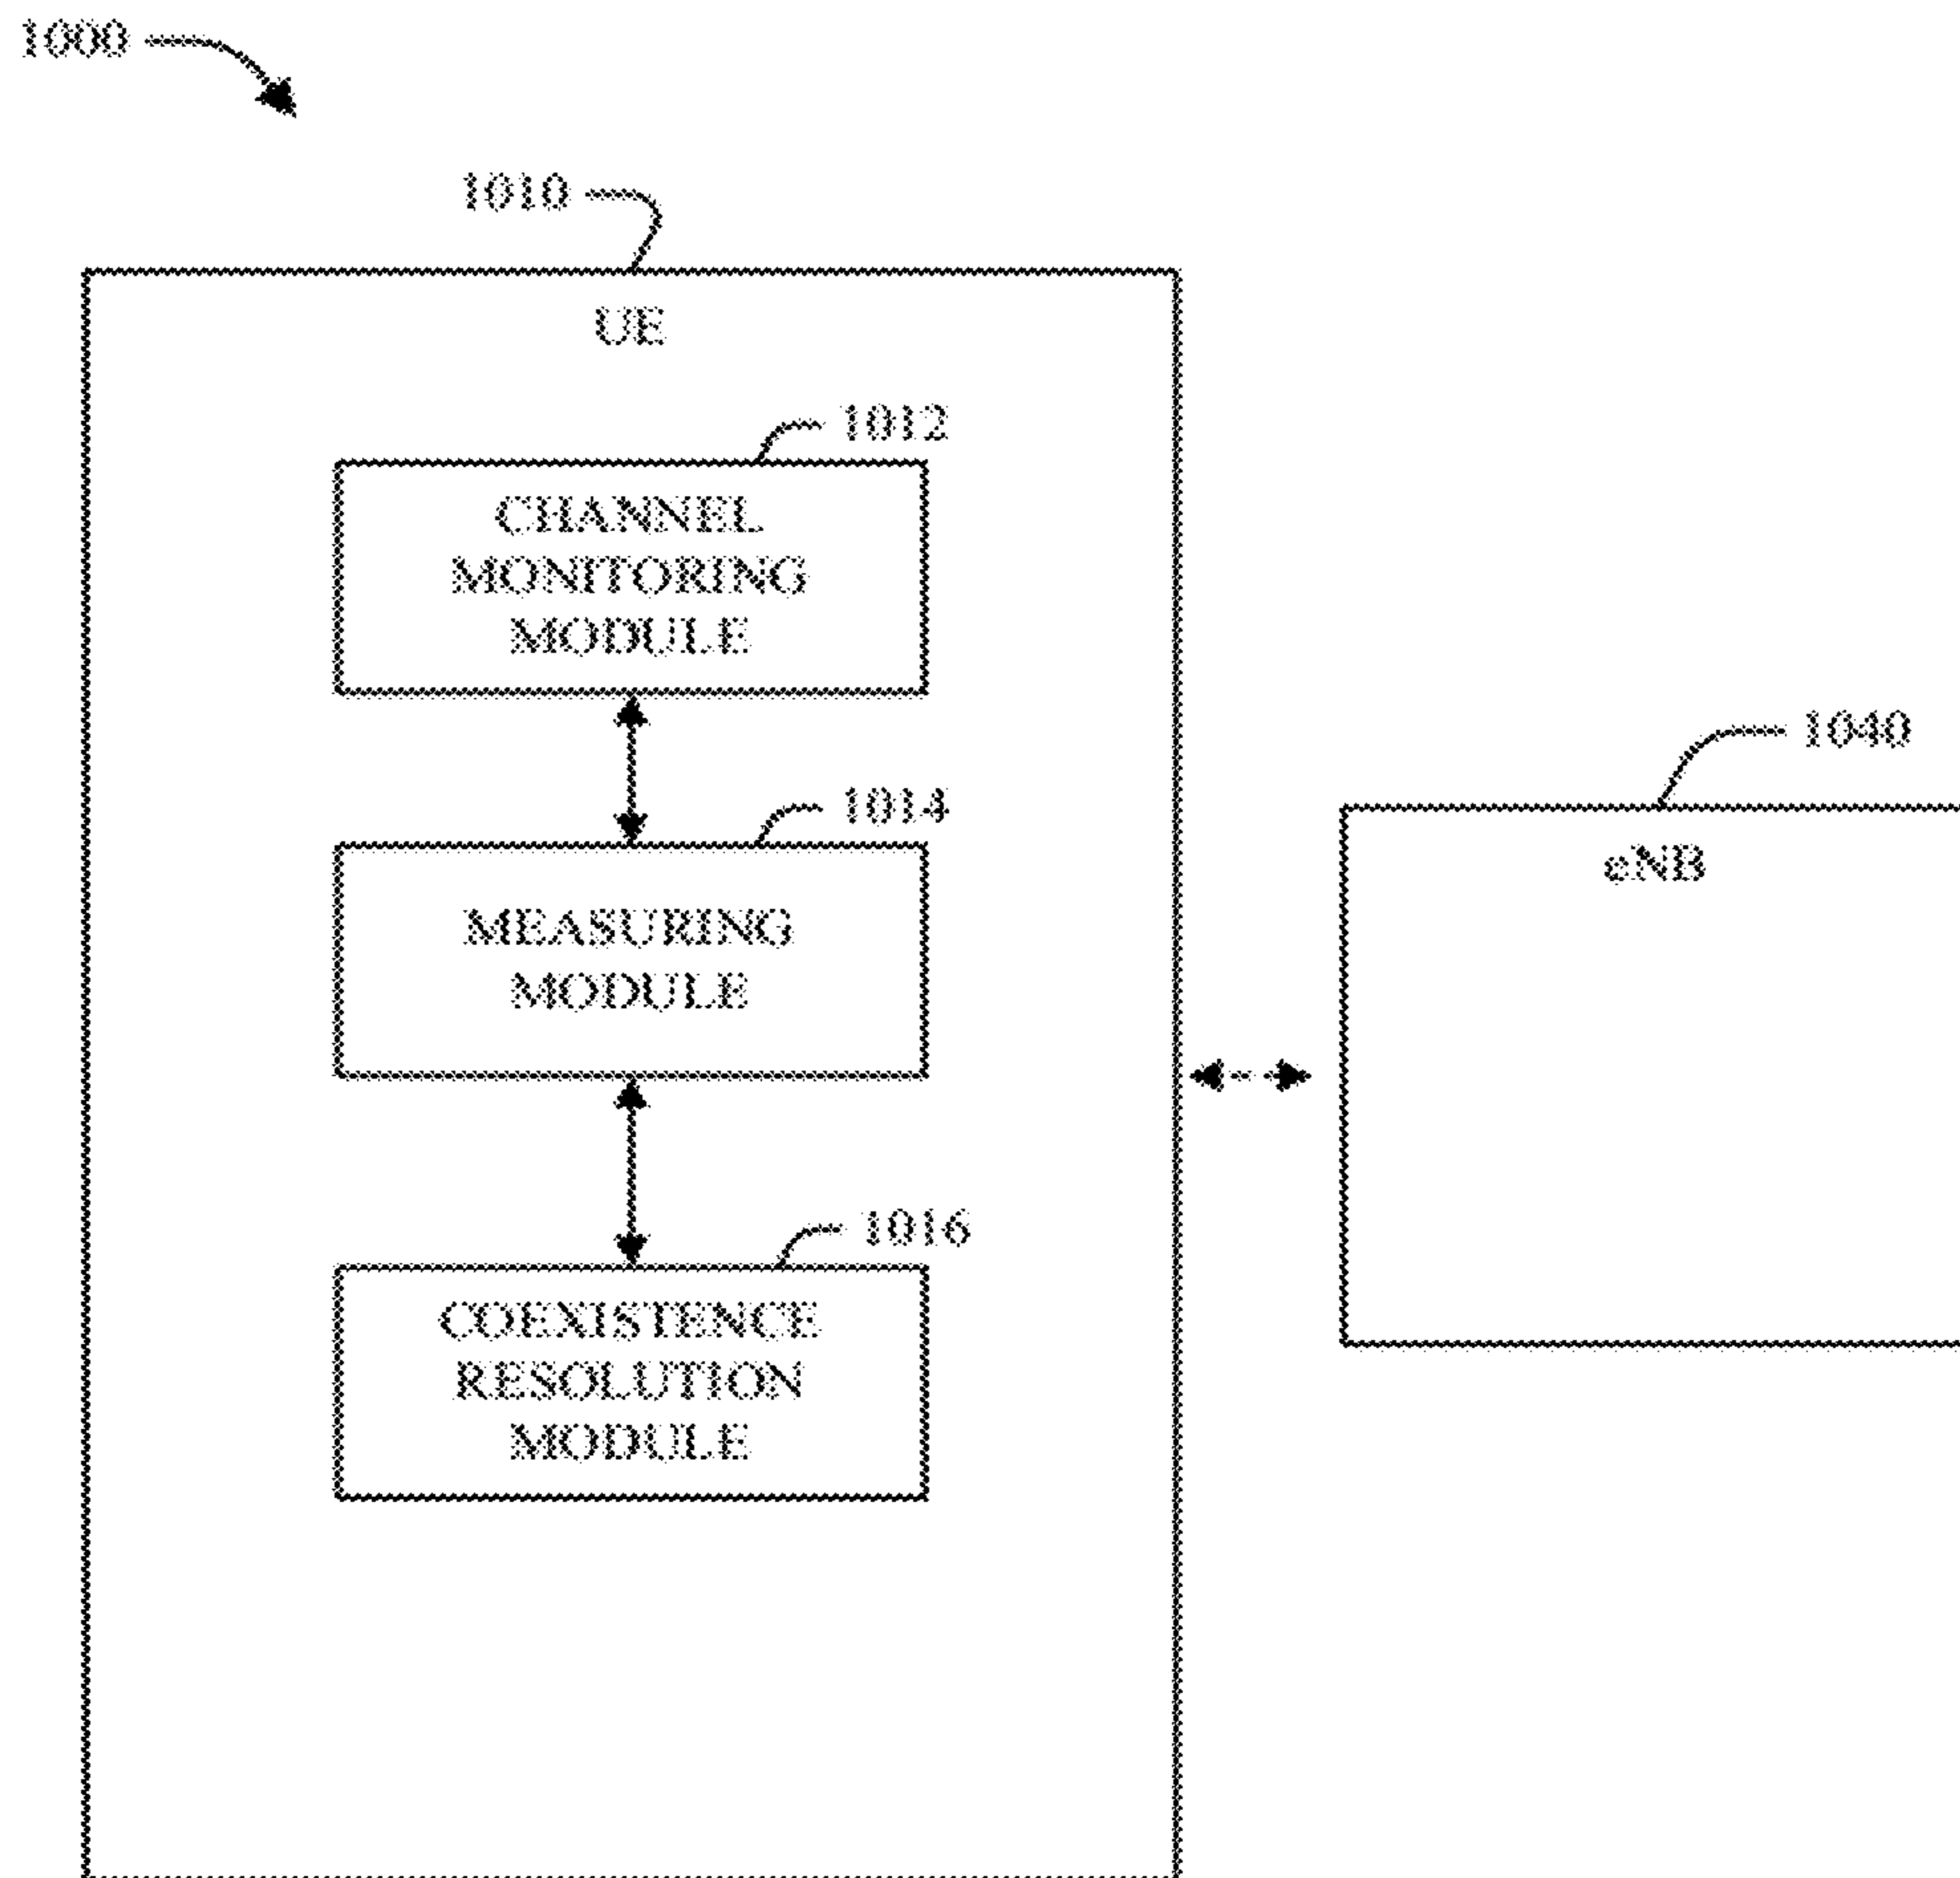 1000
1010
UE
1012
CHANNEL
MONITORING
MODULE
1014
MEASURING
MODULE
1016
COEXISTENCE
RESOLUTION
MODULE
1040
eNB